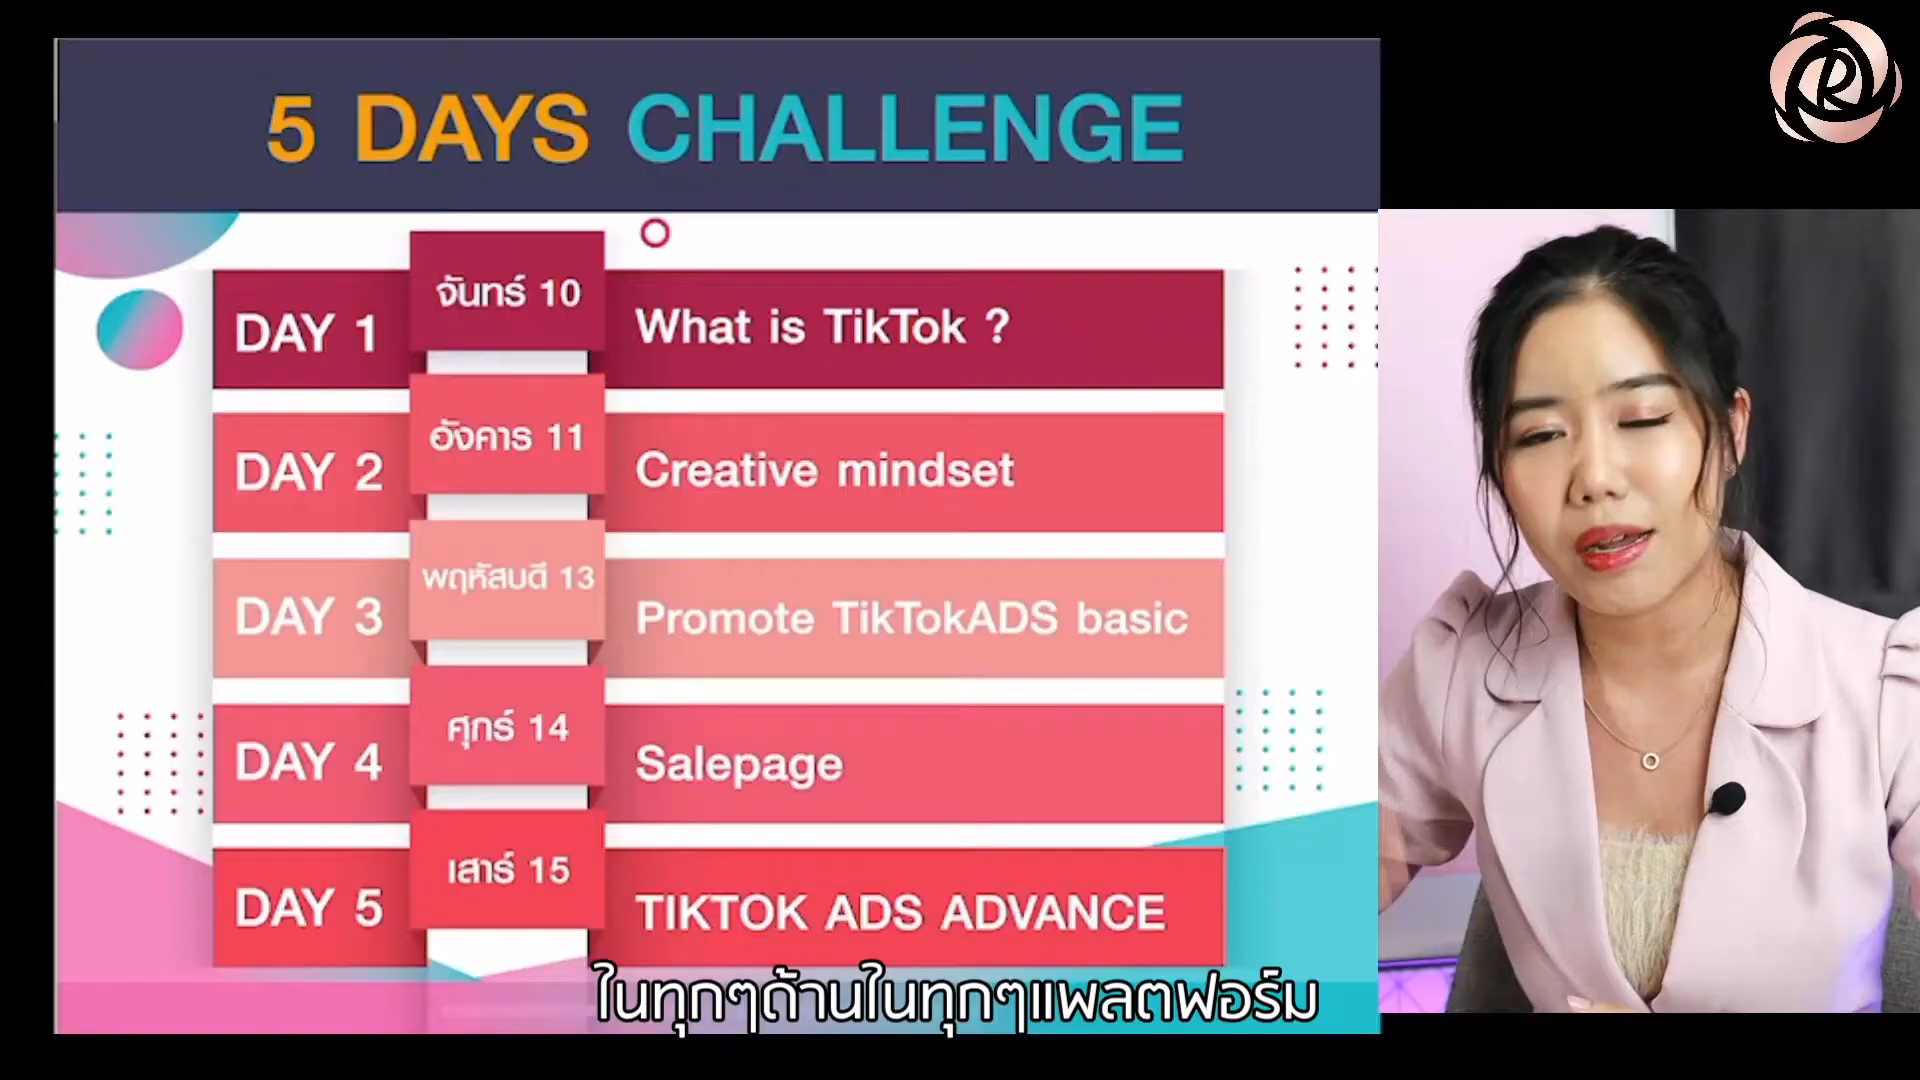 5 DAYS CHALLENGE
DAY 1 จันทร์ 10 What is TikTok ?
DAY 2 อังคาร 11 Creative mindset
DAY 3 พฤหัสบดี 13 Promote TikTokADS basic
DAY 4 ศุกร์ 14 Salepage
DAY 5 เสาร์ 15 TIKTOK ADS ADVANCE
ในทุกๆด้านในทุกๆแพลตฟอร์ม
R